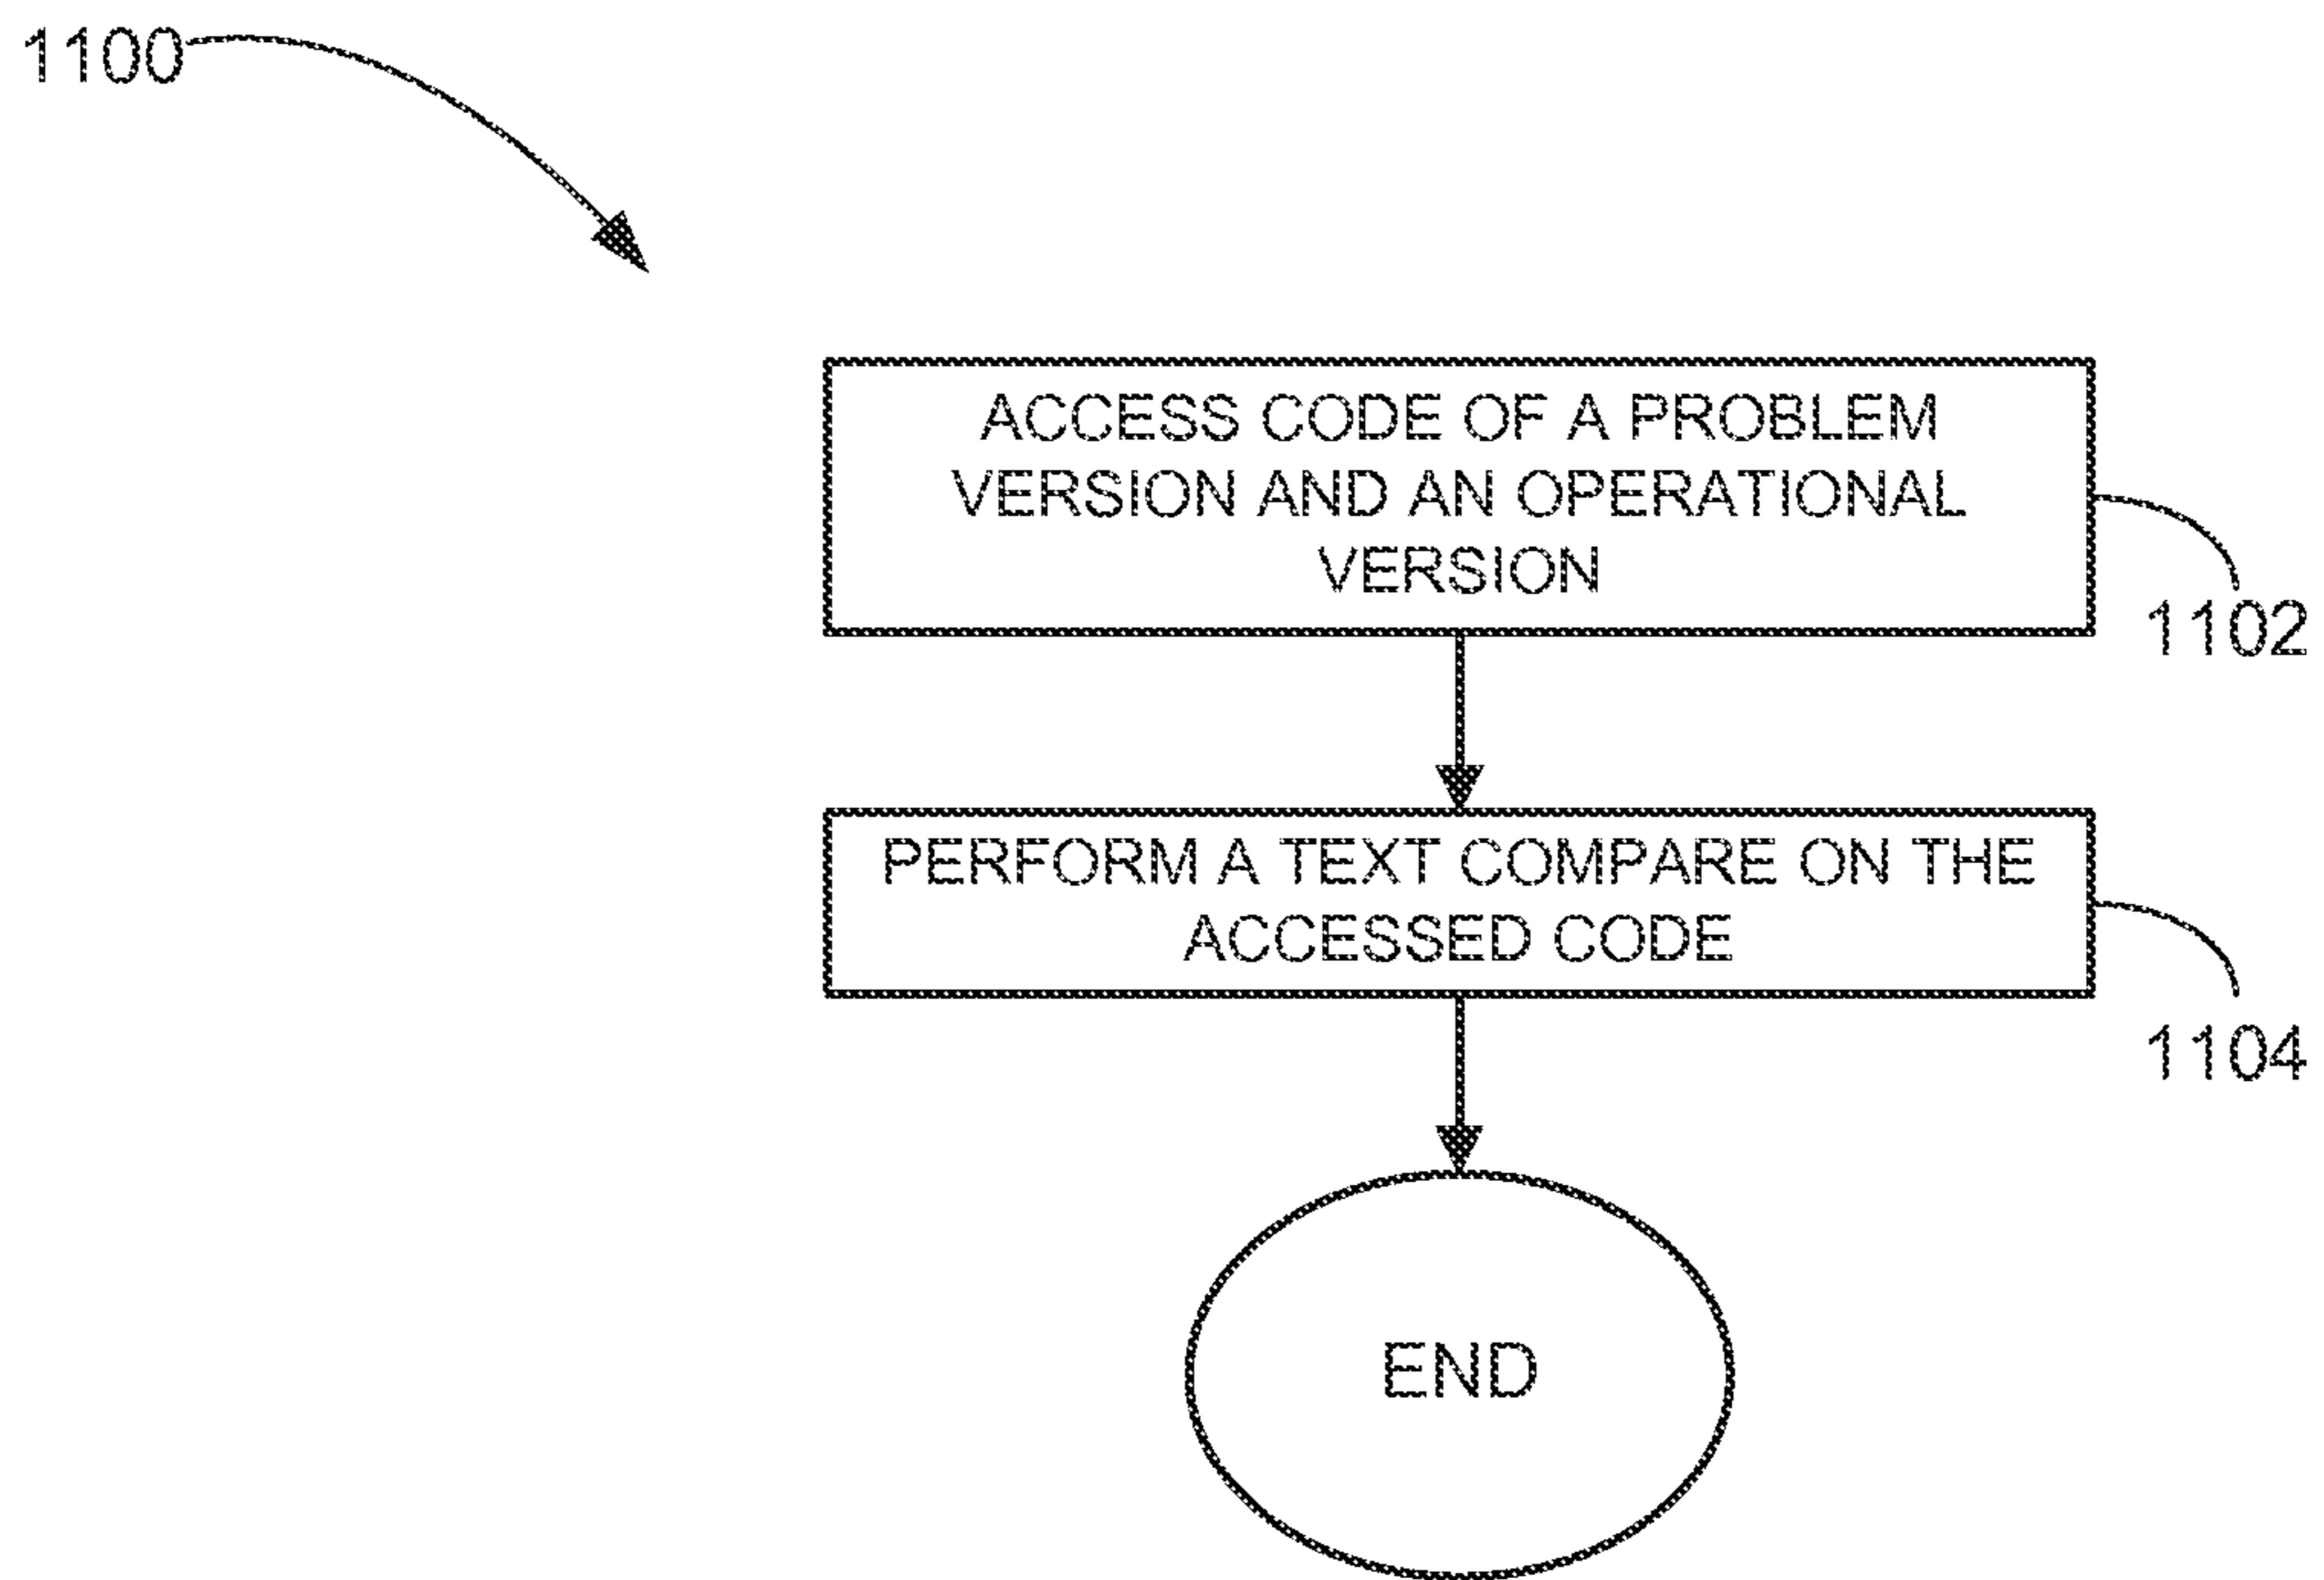 1100
ACCESS CODE OF A PROBLEM
VERSION AND AN OPERATIONAL
VERSION
1102
PERFORM A TEXT COMPARE ON THE
ACCESSED CODE
1104
END